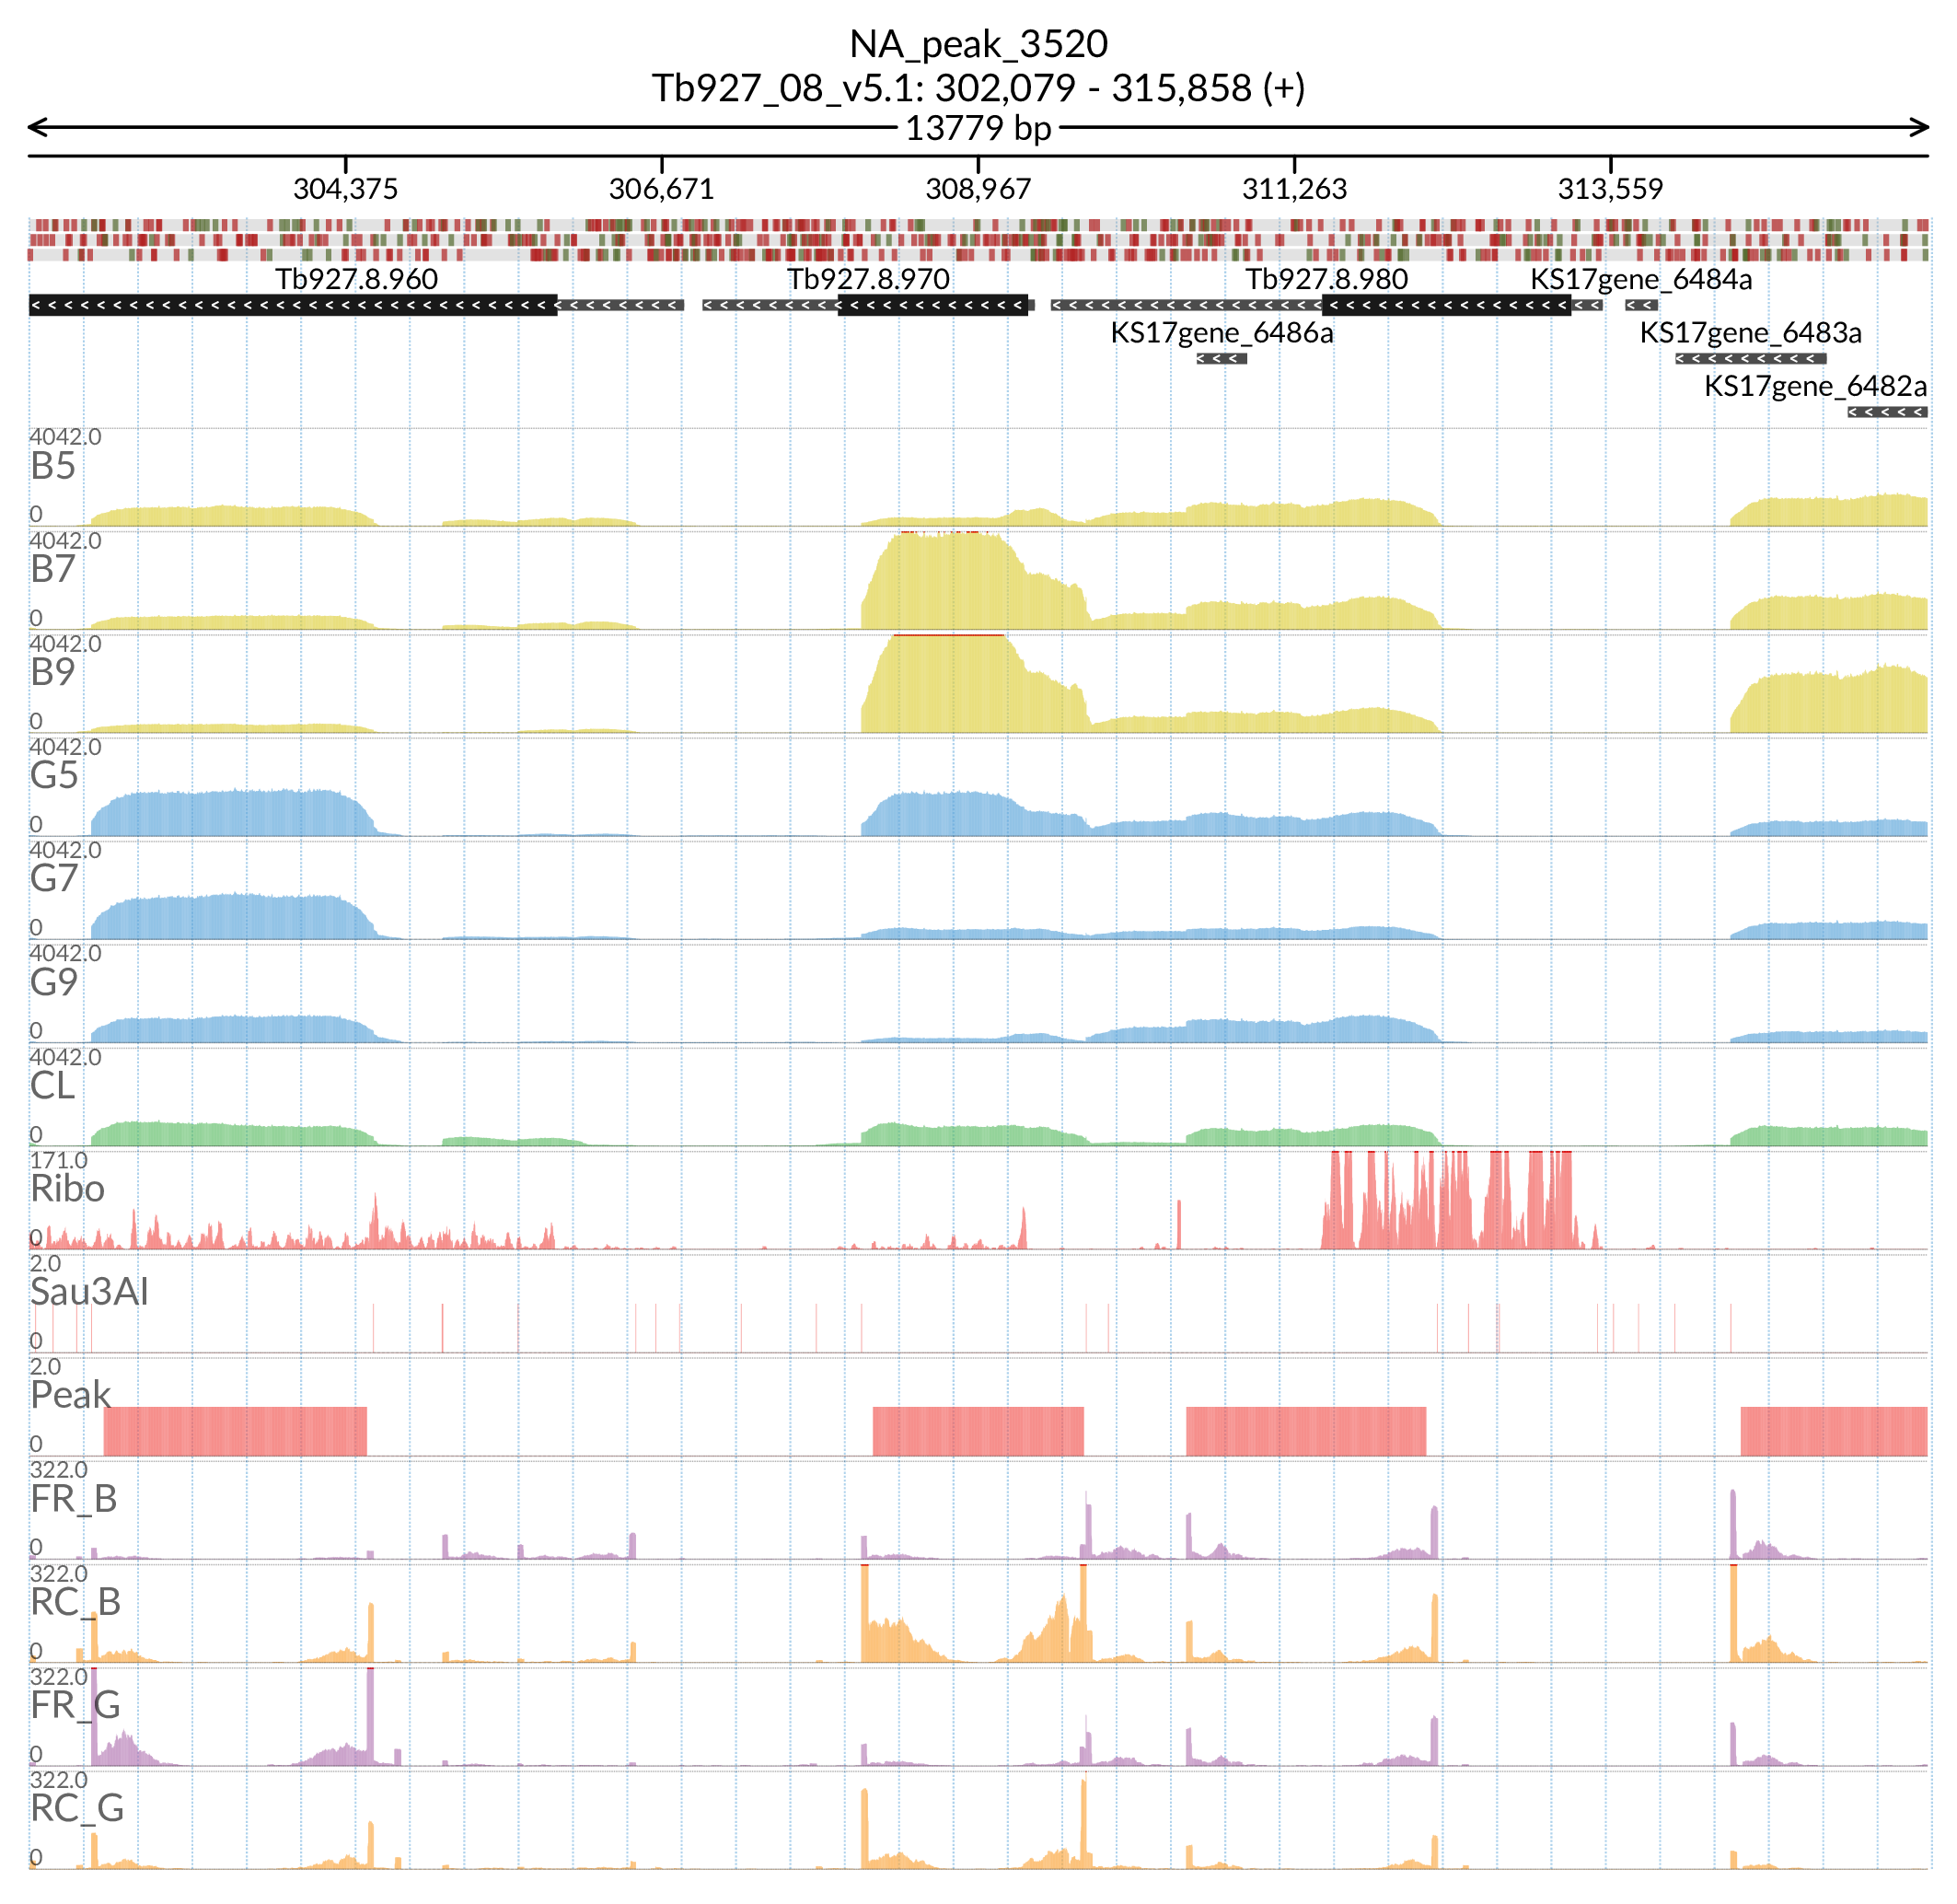 NA_peak_3520
Tb927_08_v5.1: 302,079 - 315,858 (+)
13779 bp
304,375 306,671 308,967 311,263 313,559
Tb927.8.960 Tb927.8.970 Tb927.8.980 KS17gene_6484a
KS17gene_6486a KS17gene_6483a
KS17gene_6482a
4042.0
B5
0
4042.0
B7
0
4042.0
B9
0
4042.0
G5
0
4042.0
G7
0
4042.0
G9
0
4042.0
CL
0
171.0
Ribo
0
2.0
Sau3AI
0
2.0
Peak
0
322.0
FR_B
0
322.0
RC_B
0
322.0
FR_G
0
322.0
RC_G
0